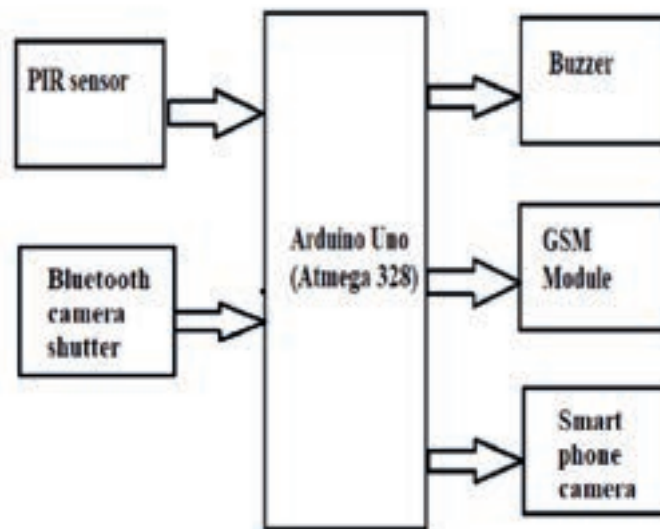 PIR sensor
Bluetooth
camera
shutter
Arduino Uno
(Atmega 328)
Buzzer
GSM
Module
Smart
phone
camera